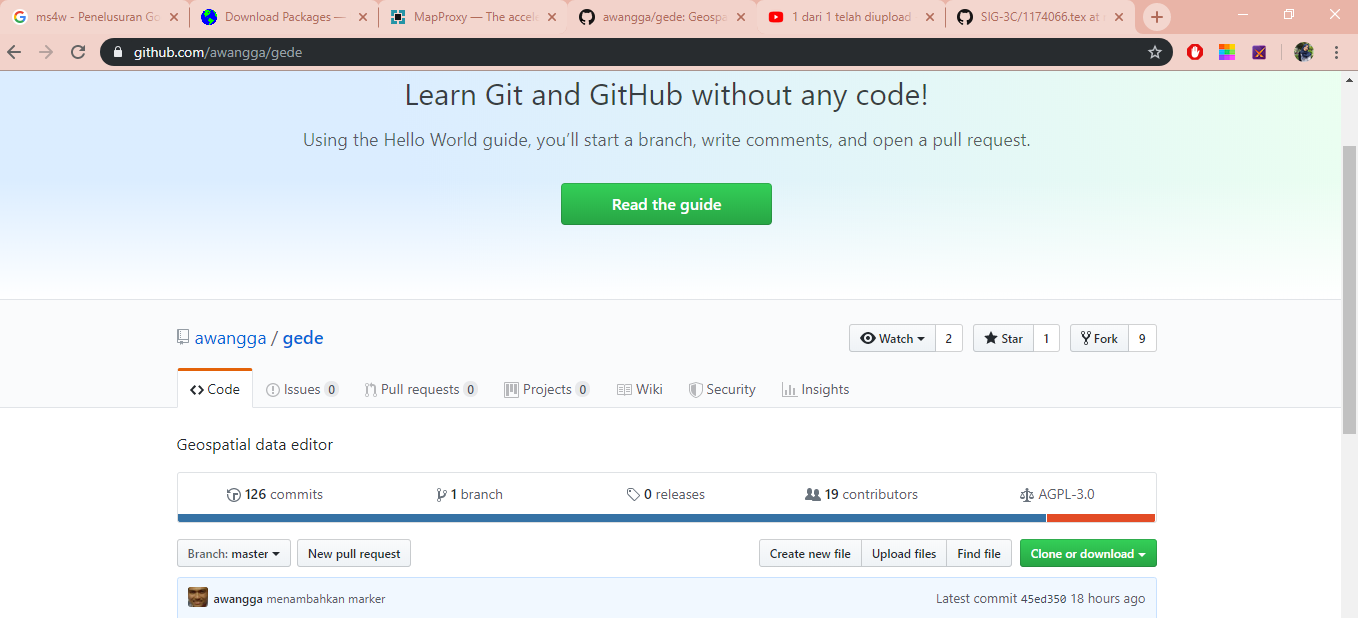 ms4w - Penelusuran Go
Download Packages —
MapProxy — The accele
awangga/gede: Geospa
1 dari 1 telah diupload
SIG-3C/1174066.tex at
github.com/awangga/gede
Learn Git and GitHub without any code!
Using the Hello World guide, you’ll start a branch, write comments, and open a pull request.
Read the guide
awangga / gede
Watch 2
Star 1
Fork 9
Code
Issues 0
Pull requests 0
Projects 0
Wiki
Security
Insights
Geospatial data editor
126 commits
1 branch
0 releases
19 contributors
AGPL-3.0
Branch: master
New pull request
Create new file
Upload files
Find file
Clone or download
awangga menambahkan marker
Latest commit 45ed350 18 hours ago